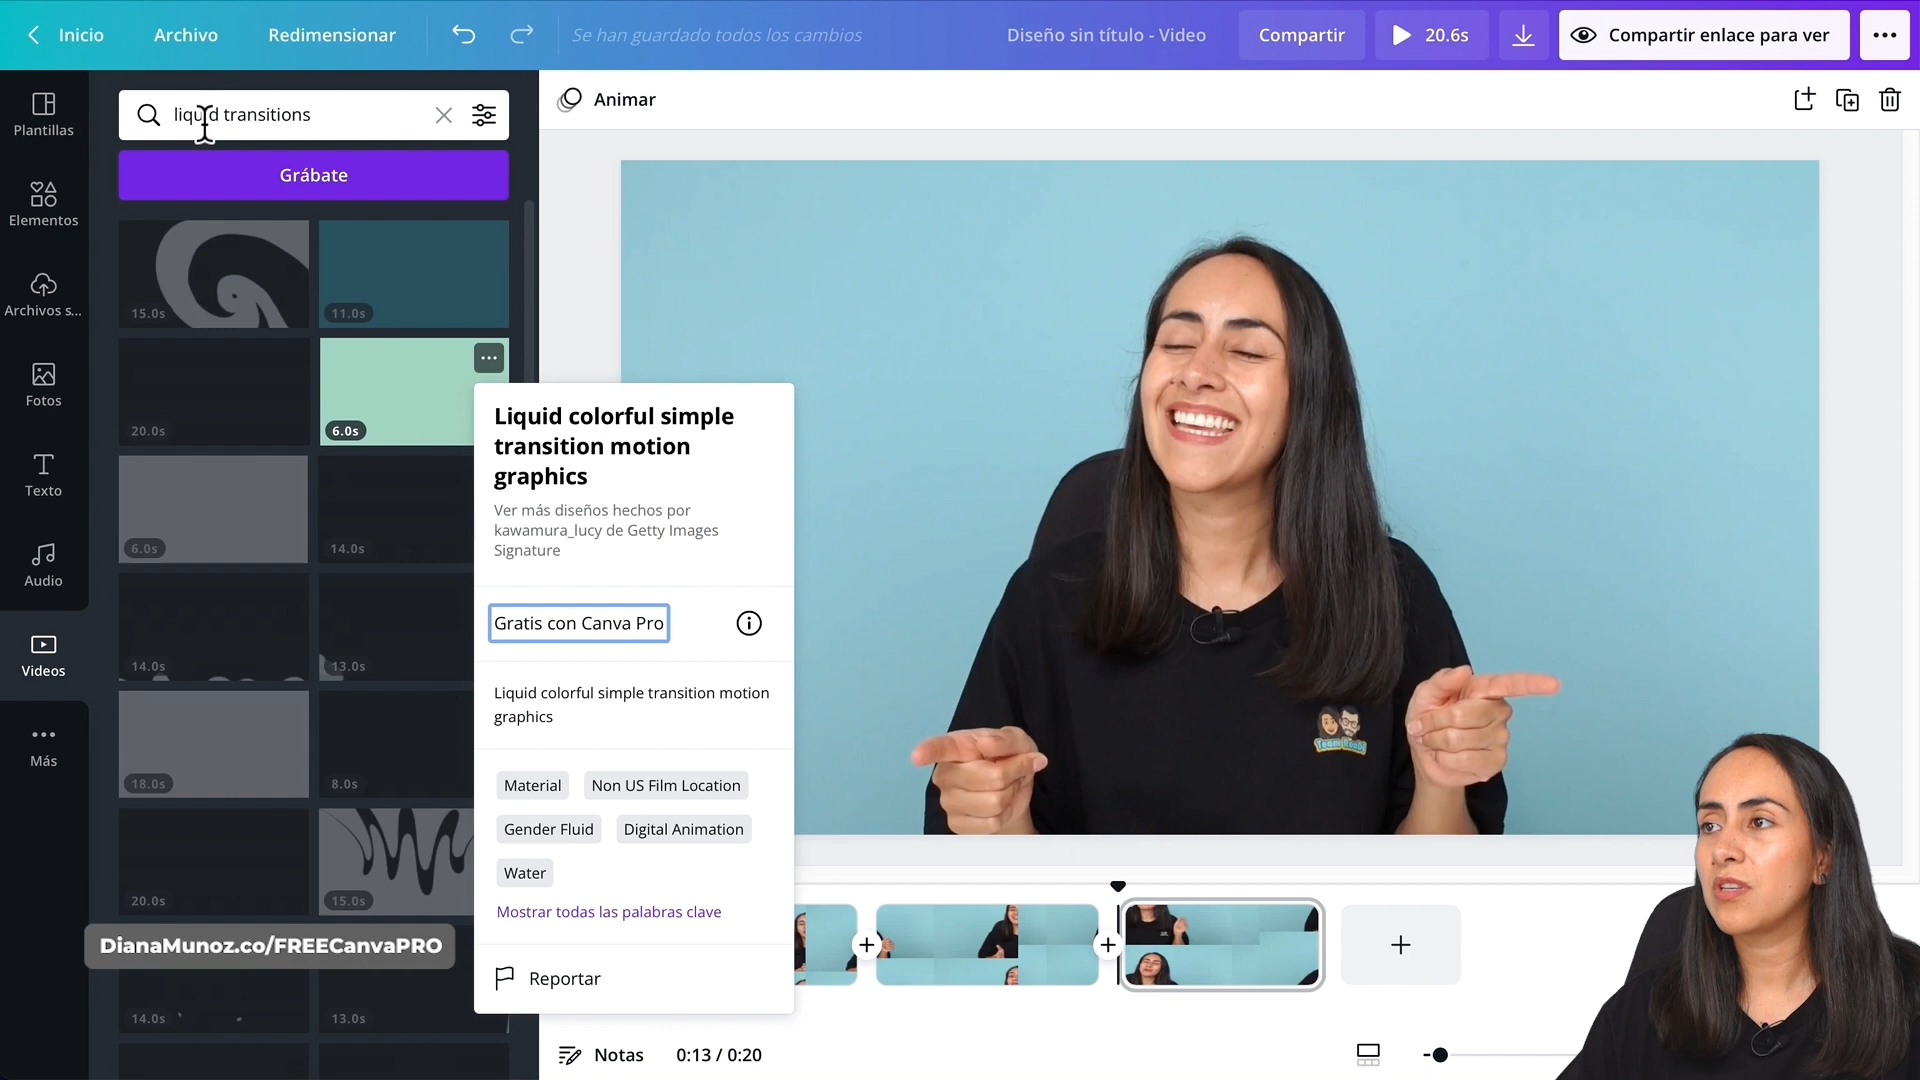 Inicio
Archivo
Redimensionar
Se han guardado todos los cambios
Diseño sin título - Video
Compartir
20.6s
Compartir enlace para ver
Plantillas
Elementos
Archivos s...
Fotos
Texto
Audio
Videos
Más
liquid transitions
Grábate
15.0s
11.0s
20.0s
6.0s
6.0s
14.0s
14.0s
13.0s
18.0s
8.0s
20.0s
15.0s
14.0s
13.0s
DianaMunoz.co/FREECanvaPRO
Liquid colorful simple
transition motion
graphics
Ver más diseños hechos por
kawamura_lucy de Getty Images
Signature
Gratis con Canva Pro
Liquid colorful simple transition motion
graphics
Material
Non US Film Location
Gender Fluid
Digital Animation
Water
Mostrar todas las palabras clave
Reportar
Animar
Team ReaDi
Notas
0:13 / 0:20